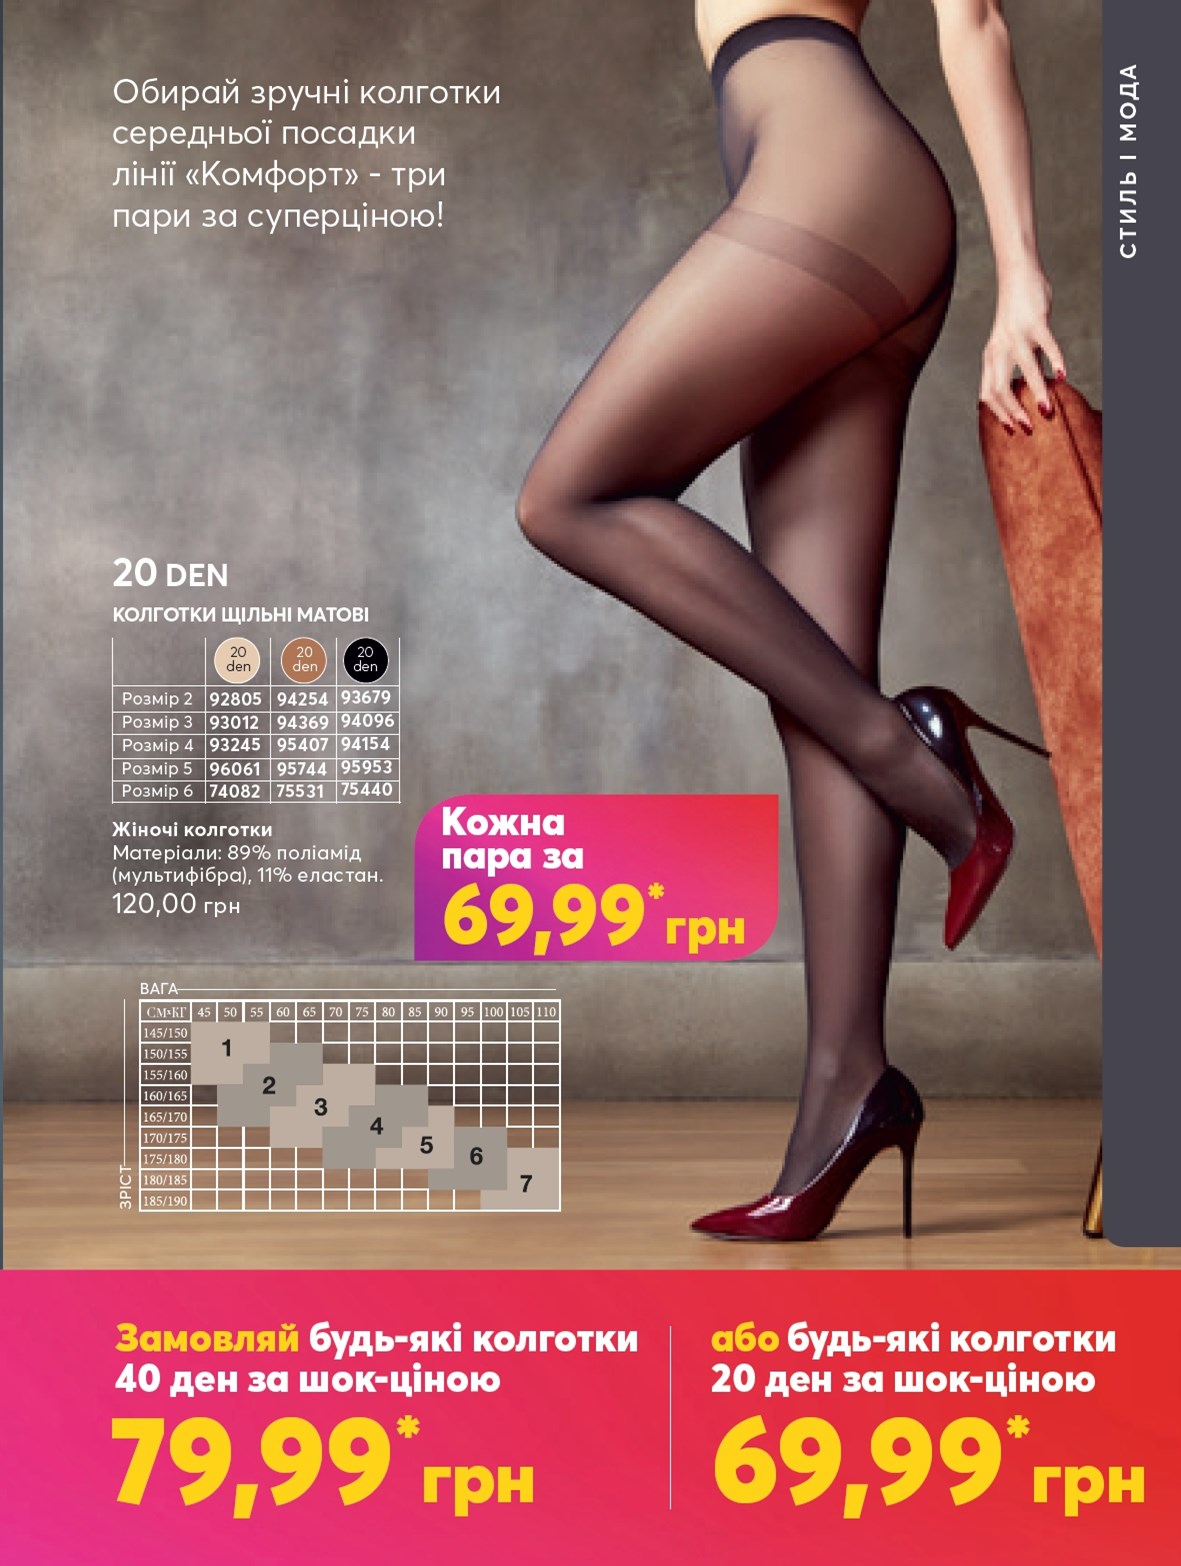 Обирай зручні колготки
середньої посадки
лінії «Комфорт» - три
пари за суперціною!
СТИЛЬ І МОДА
20 DEN
КОЛГОТКИ ЩІЛЬНІ МАТОВІ
20 den 20 den 20 den
Розмір 2 92805 94254 93679
Розмір 3 93012 94369 94096
Розмір 4 93245 95407 94154
Розмір 5 96061 95744 95953
Розмір 6 74082 75531 75440
Жіночі колготки
Матеріали: 89% поліамід
(мультифібра), 11% еластан.
120,00 грн
Кожна
пара за
69,99* грн
ВАГА
СМ×КГ 45 50 55 60 65 70 75 80 85 90 95 100 105 110
ЗРІСТ
145/150
150/155
155/160
160/165
165/170
170/175
175/180
180/185
185/190
1
2
3
4
5
6
7
Замовляй будь-які колготки
40 ден за шок-ціною
79,99* грн
або будь-які колготки
20 ден за шок-ціною
69,99* грн